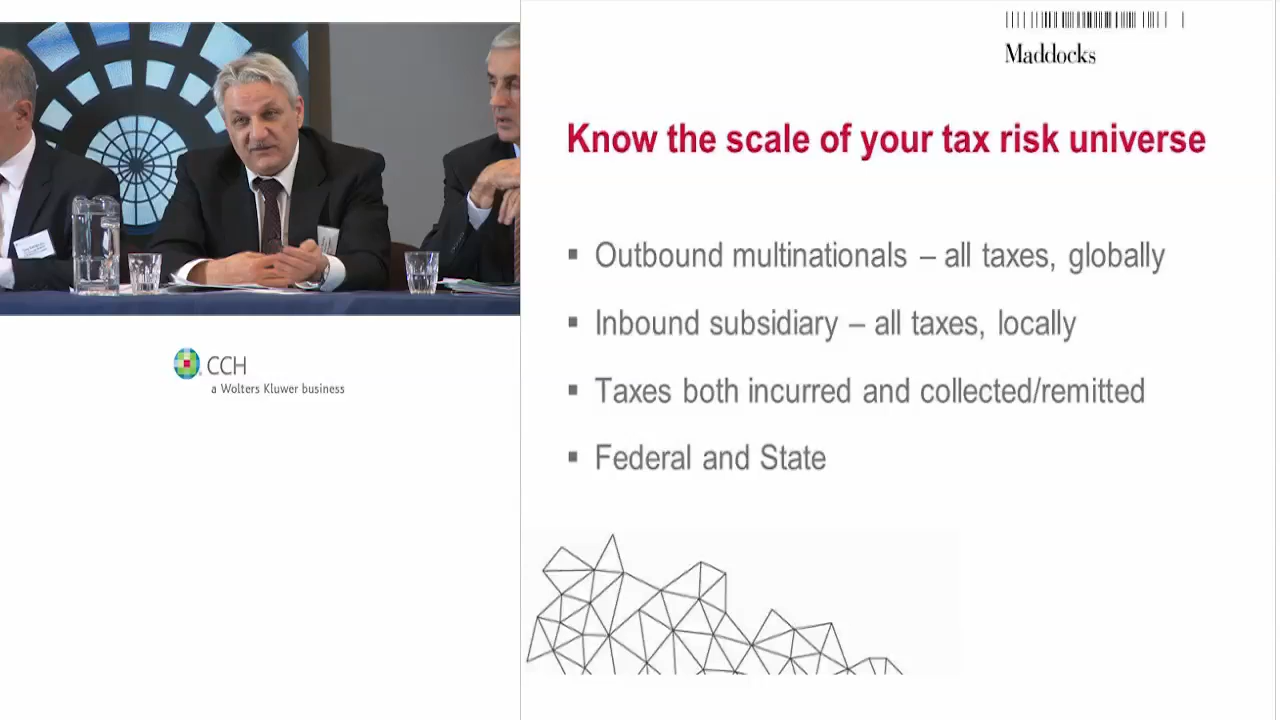 Maddocks
Know the scale of your tax risk universe
▪ Outbound multinationals – all taxes, globally
▪ Inbound subsidiary – all taxes, locally
▪ Taxes both incurred and collected/remitted
▪ Federal and State
CCH
a Wolters Kluwer business